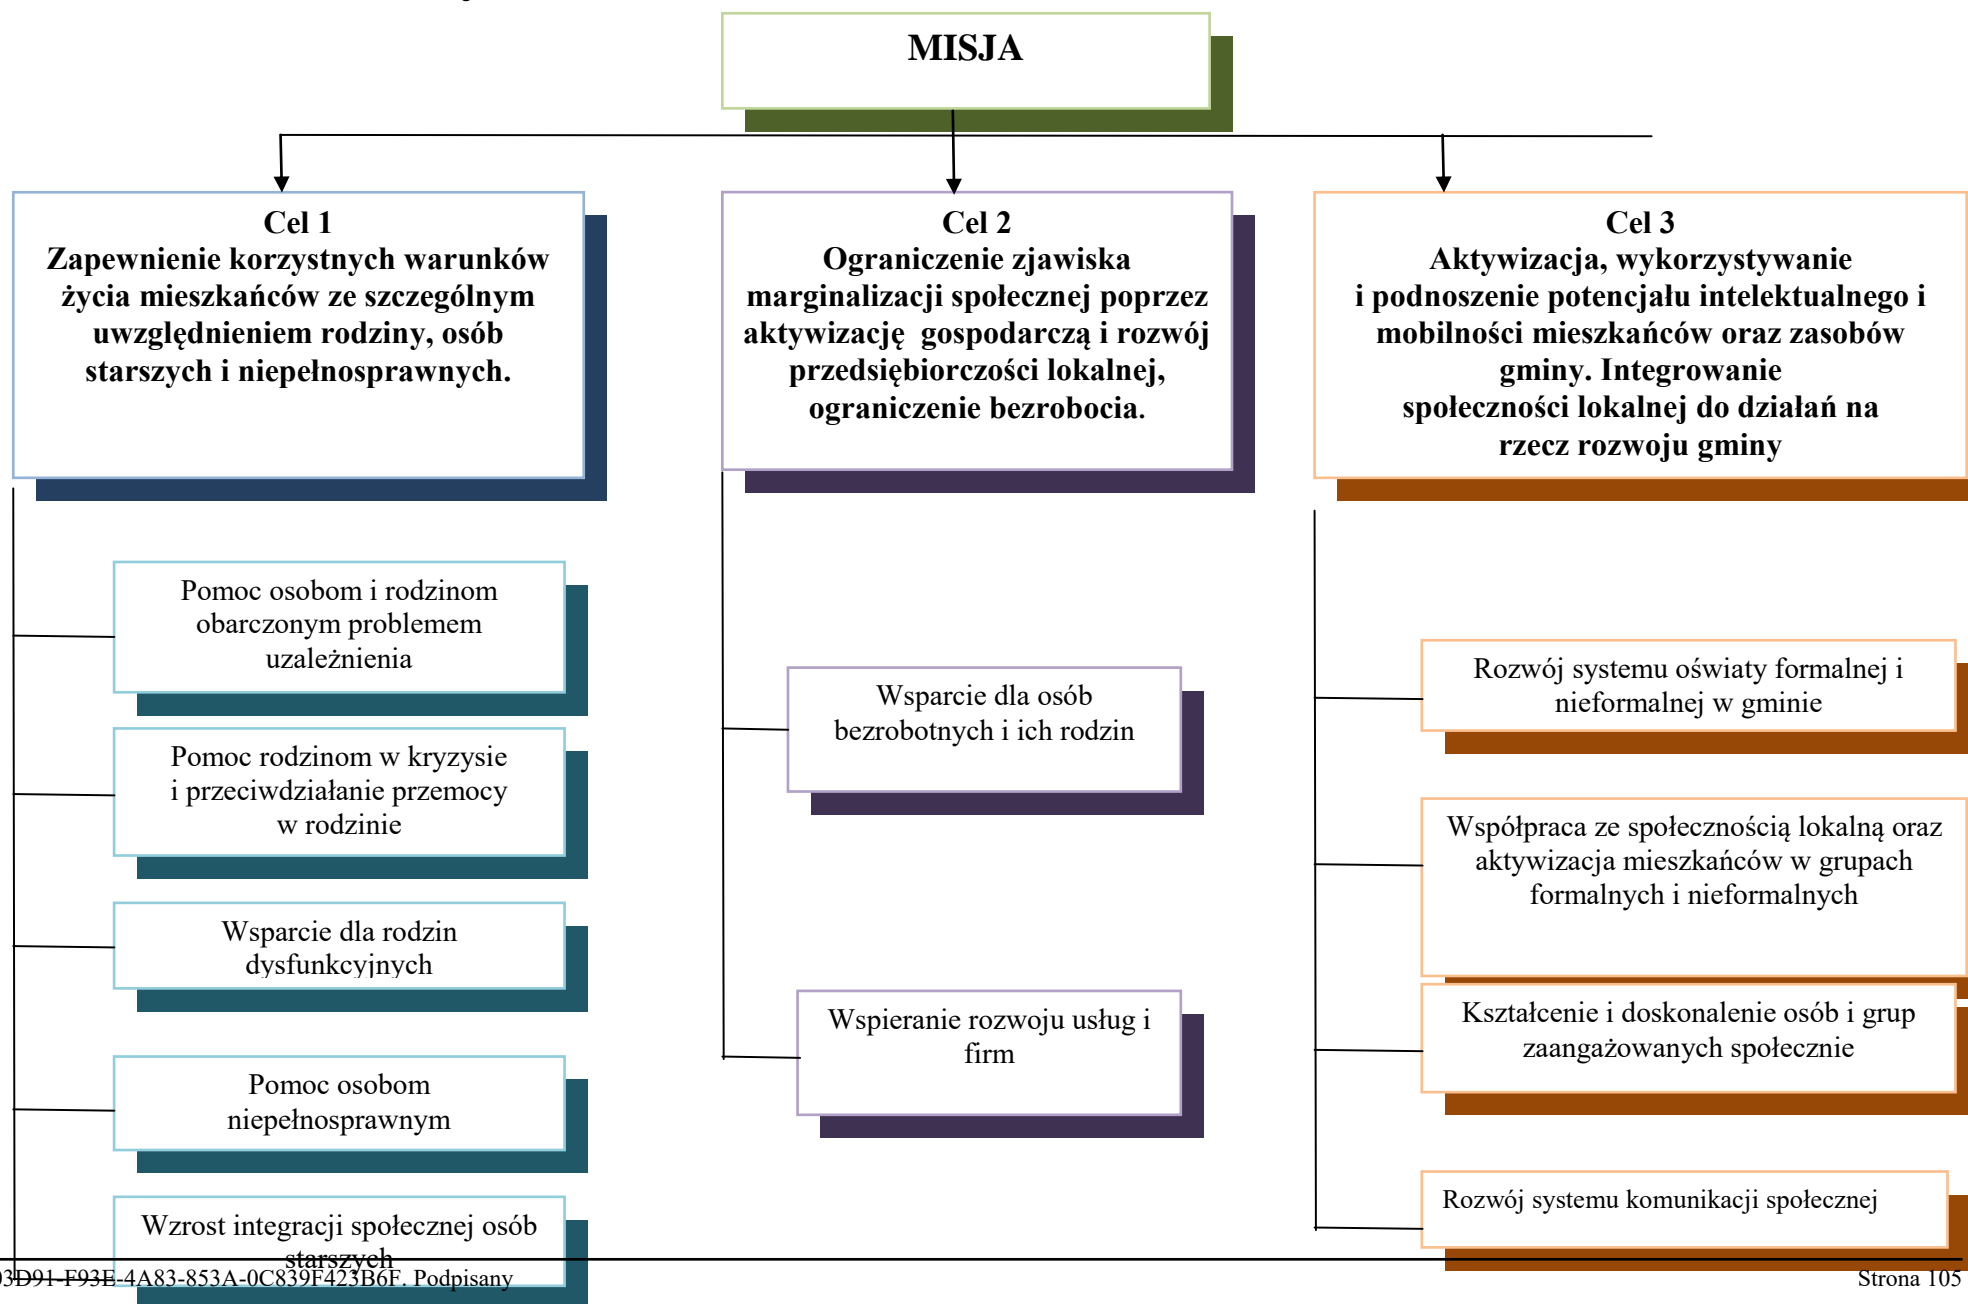 MISJA
Cel 1
Zapewnienie korzystnych warunków
życia mieszkańców ze szczególnym
uwzględnieniem rodziny, osób
starszych i niepełnosprawnych.
Cel 2
Ograniczenie zjawiska
marginalizacji społecznej poprzez
aktywizację gospodarczą i rozwój
przedsiębiorczości lokalnej,
ograniczenie bezrobocia.
Cel 3
Aktywizacja, wykorzystywanie
i podnoszenie potencjału intelektualnego i
mobilności mieszkańców oraz zasobów
gminy. Integrowanie
społeczności lokalnej do działań na
rzecz rozwoju gminy
Pomoc osobom i rodzinom
obarczonym problemem
uzależnienia
Pomoc rodzinom w kryzysie
i przeciwdziałanie przemocy
w rodzinie
Wsparcie dla rodzin
dysfunkcyjnych
Pomoc osobom
niepełnosprawnym
Wzrost integracji społecznej osób
starszych
Wsparcie dla osób
bezrobotnych i ich rodzin
Wspieranie rozwoju usług i
firm
Rozwój systemu oświaty formalnej i
nieformalnej w gminie
Współpraca ze społecznością lokalną oraz
aktywizacja mieszkańców w grupach
formalnych i nieformalnych
Kształcenie i doskonalenie osób i grup
zaangażowanych społecznie
Rozwój systemu komunikacji społecznej
03D91-F93E-4A83-853A-0C839F423B6F. Podpisany
Strona 105